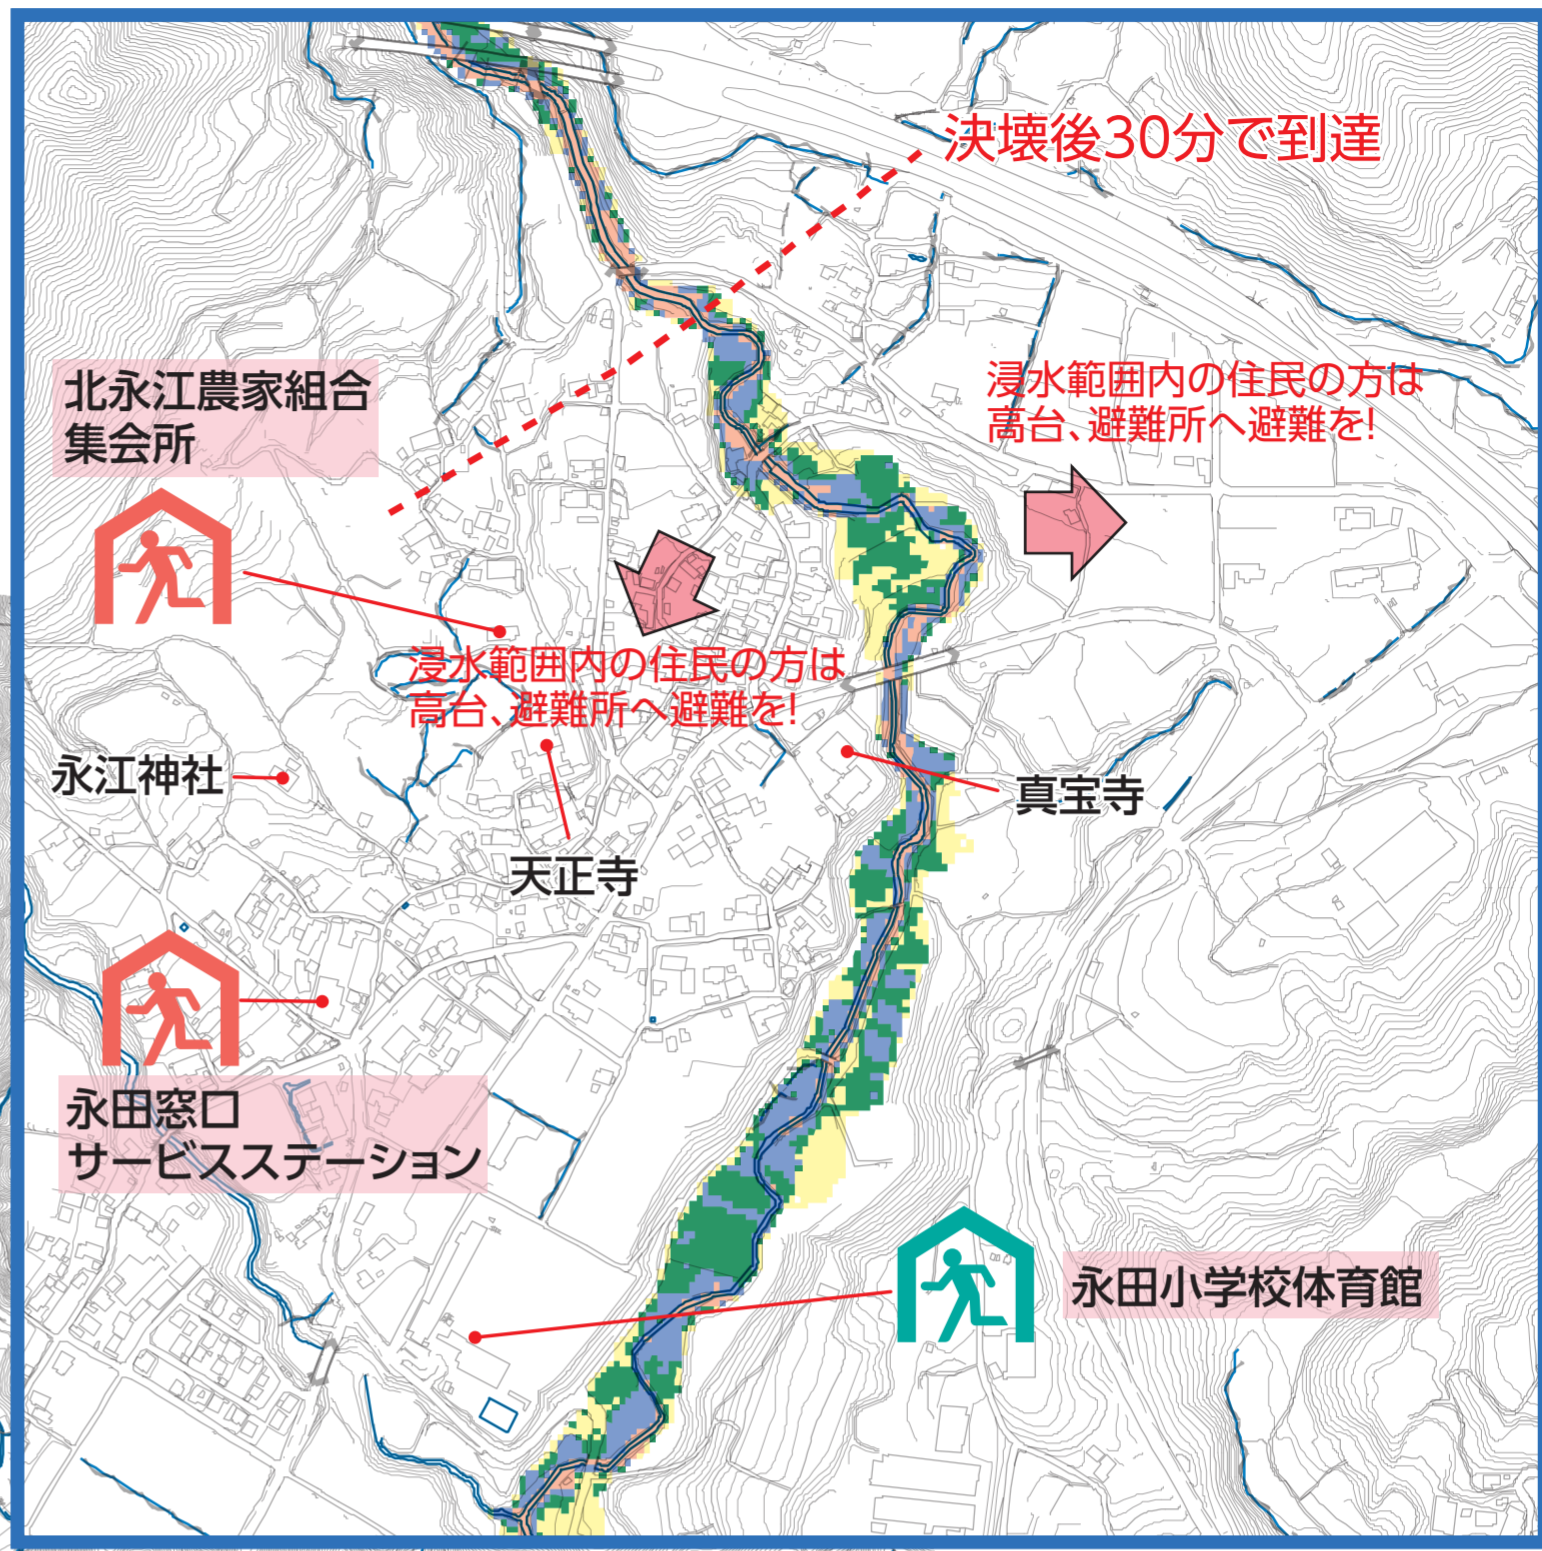 決壊後30分で到達
北永江農家組合
集会所
浸水範囲内の住民の方は
高台、避難所へ避難を!
浸水範囲内の住民の方は
高台、避難所へ避難を!
永江神社
真宝寺
天正寺
永田窓口
サービスステーション
永田小学校体育館